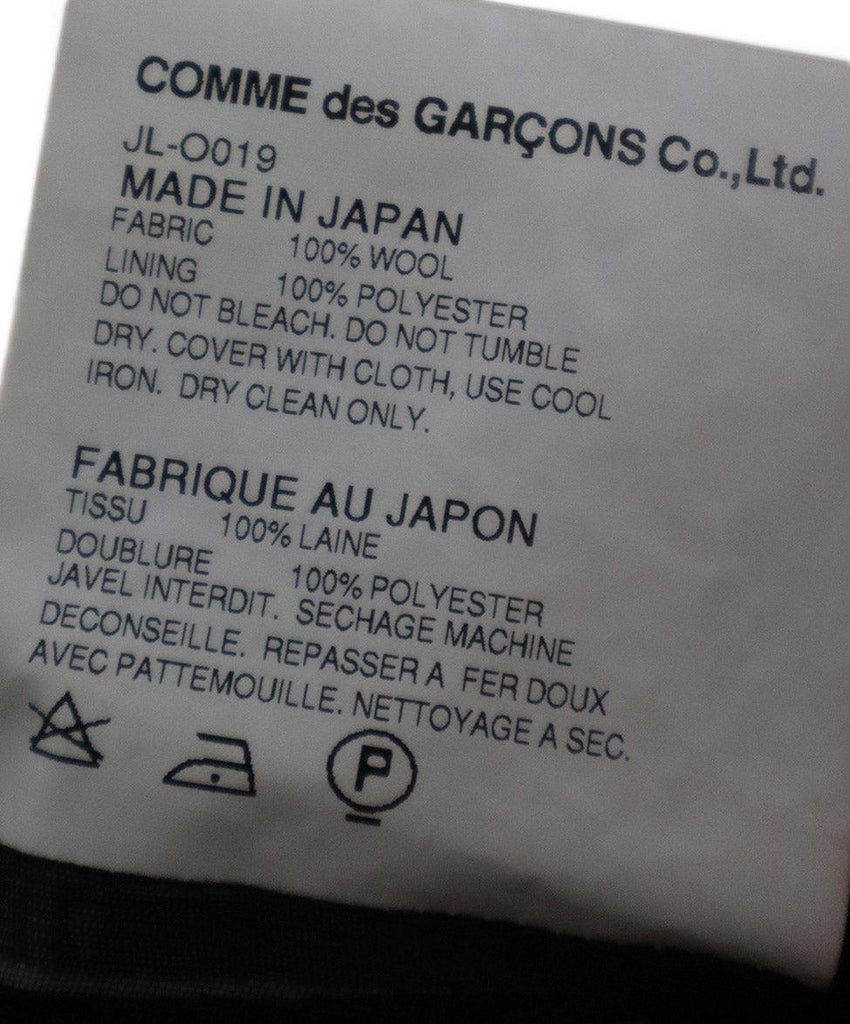 COMME des GARÇONS Co.,Ltd.
JL-O019
MADE IN JAPAN
FABRIC 100% WOOL
LINING 100% POLYESTER
DO NOT BLEACH. DO NOT TUMBLE
DRY. COVER WITH CLOTH, USE COOL
IRON. DRY CLEAN ONLY.
FABRIQUE AU JAPON
TISSU 100% LAINE
DOUBLURE 100% POLYESTER
JAVEL INTERDIT. SECHAGE MACHINE
DECONSEILLE. REPASSER A FER DOUX
AVEC PATTEMOUILLE. NETTOYAGE A SEC.
P